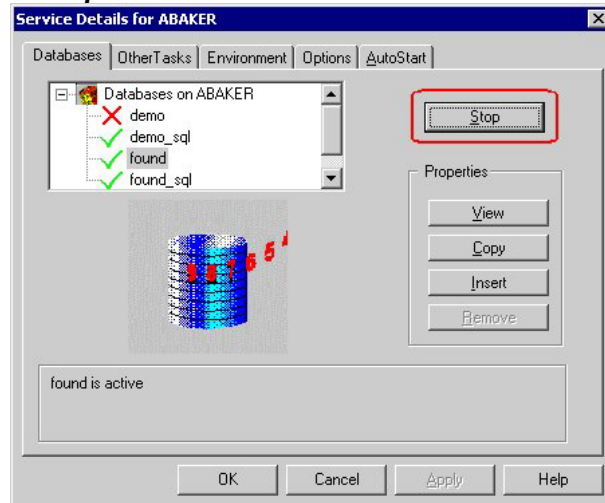 Service Details for ABAKER
Databases
OtherTasks
Environment
Options
AutoStart
Databases on ABAKER
demo
demo_sql
found
found_sql
Stop
Properties
View
Copy
Insert
Remove
found is active
OK
Cancel
Apply
Help